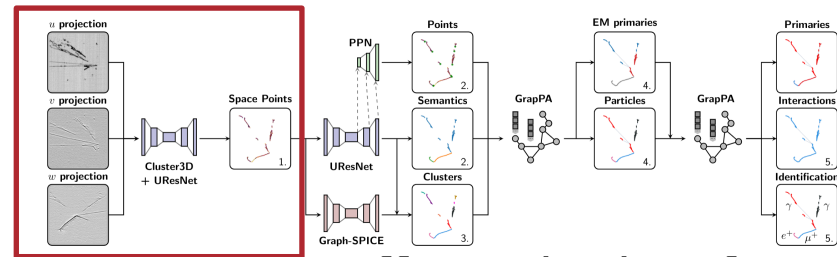 u projection
v projection
w projection
Cluster3D
+ UResNet
Space Points
1.
PPN
UResNet
Graph-SPICE
Points
2.
Semantics
2.
Clusters
3.
GrapPA
EM primaries
4.
Particles
4.
GrapPA
Primaries
Interactions
5.
Identification
γ
γ
e+
μ+
5.